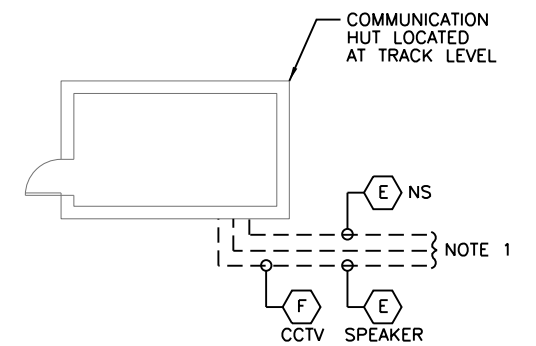 COMMUNICATION
HUT LOCATED
AT TRACK LEVEL
E NS
NOTE 1
F
CCTV
E
SPEAKER